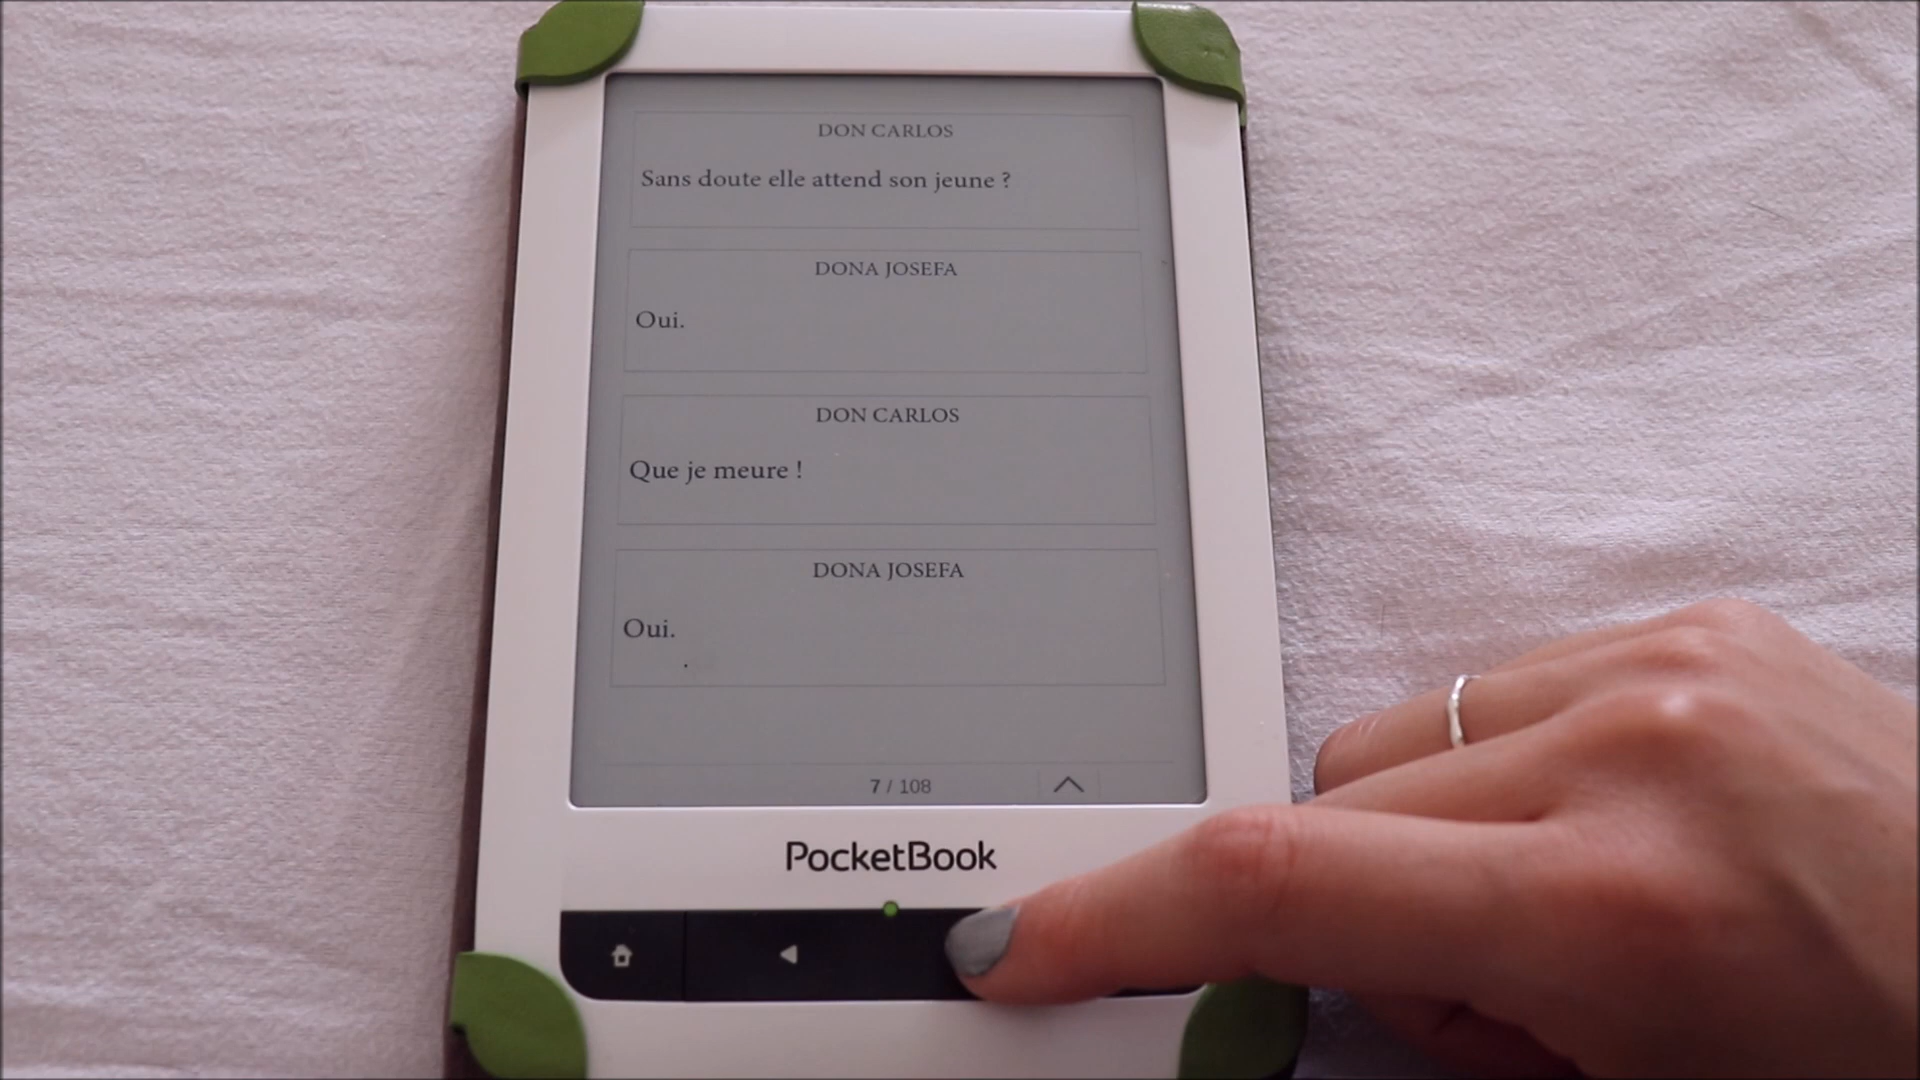 DON CARLOS
Sans doute elle attend son jeune ?
DONA JOSEFA
Oui.
DON CARLOS
Que je meure !
DONA JOSEFA
Oui.
7 / 108
PocketBook